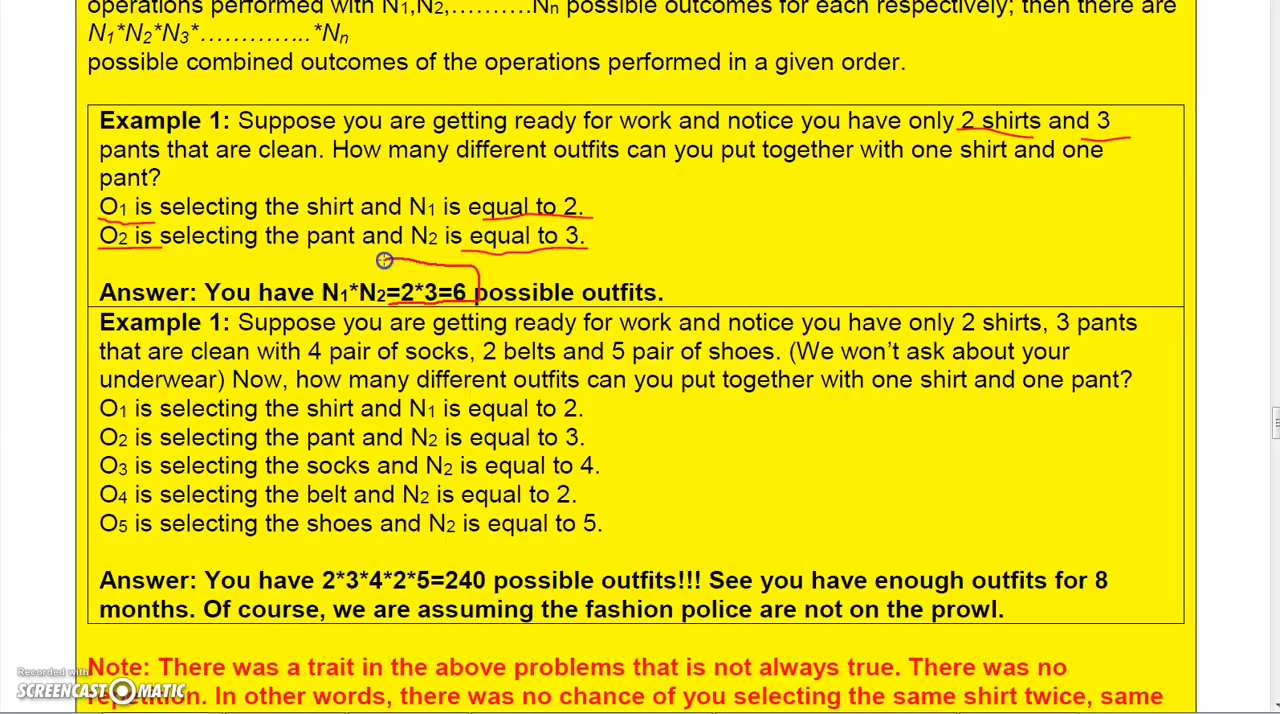 operations performed with N1,N2,……….Nn possible outcomes for each respectively; then there are
N1*N2*N3*…………..*Nn
possible combined outcomes of the operations performed in a given order.
Example 1: Suppose you are getting ready for work and notice you have only 2 shirts and 3
pants that are clean. How many different outfits can you put together with one shirt and one
pant?
O1 is selecting the shirt and N1 is equal to 2.
O2 is selecting the pant and N2 is equal to 3.
Answer: You have N1*N2=2*3=6 possible outfits.
Example 1: Suppose you are getting ready for work and notice you have only 2 shirts, 3 pants
that are clean with 4 pair of socks, 2 belts and 5 pair of shoes. (We won’t ask about your
underwear) Now, how many different outfits can you put together with one shirt and one pant?
O1 is selecting the shirt and N1 is equal to 2.
O2 is selecting the pant and N2 is equal to 3.
O3 is selecting the socks and N2 is equal to 4.
O4 is selecting the belt and N2 is equal to 2.
O5 is selecting the shoes and N2 is equal to 5.
Answer: You have 2*3*4*2*5=240 possible outfits!!! See you have enough outfits for 8
months. Of course, we are assuming the fashion police are not on the prowl.
Note: There was a trait in the above problems that is not always true. There was no
repetition. In other words, there was no chance of you selecting the same shirt twice, same
Recorded with
SCREENCAST-O-MATIC